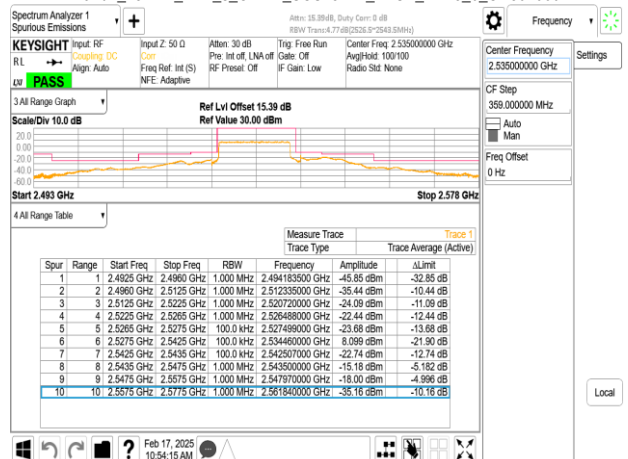 Spectrum Analyzer 1
Spurious Emissions
Attn: 15.39dB, Duty Corr: 0 dB
RBW Trans:4.77dB(2526.5~2543.5MHz)
Frequency
KEYSIGHT Input: RF Input Z: 50 Ω Atten: 30 dB Trig: Free Run Center Freq: 2.535000000 GHz
RL Coupling: DC Corr Pre: Int off, LNA off Gate: Off Avg|Hold: 100/100
Align: Auto Freq Ref: Int (S) RF Presel: Off IF Gain: Low Radio Std: None
LXI PASS NFE: Adaptive
Center Frequency
2.535000000 GHz
Settings
CF Step
359.000000 MHz
Auto
Man
Freq Offset
0 Hz
3 All Range Graph
Ref Lvl Offset 15.39 dB
Scale/Div 10.0 dB Ref Value 30.00 dBm
20.0
0.00
-20.0
-40.0
-60.0
Start 2.493 GHz Stop 2.578 GHz
4 All Range Table
Measure Trace Trace 1
Trace Type Trace Average (Active)
Spur Range Start Freq Stop Freq RBW Frequency Amplitude ΔLimit
1 1 2.4925 GHz 2.4960 GHz 1.000 MHz 2.494183500 GHz -45.85 dBm -32.85 dB
2 2 2.4960 GHz 2.5125 GHz 1.000 MHz 2.512335000 GHz -35.44 dBm -10.44 dB
3 3 2.5125 GHz 2.5225 GHz 1.000 MHz 2.520720000 GHz -24.09 dBm -11.09 dB
4 4 2.5225 GHz 2.5265 GHz 1.000 MHz 2.526488000 GHz -22.44 dBm -12.44 dB
5 5 2.5265 GHz 2.5275 GHz 100.0 kHz 2.527499000 GHz -23.68 dBm -13.68 dB
6 6 2.5275 GHz 2.5425 GHz 100.0 kHz 2.534460000 GHz 8.099 dBm -21.90 dB
7 7 2.5425 GHz 2.5435 GHz 100.0 kHz 2.542507000 GHz -22.74 dBm -12.74 dB
8 8 2.5435 GHz 2.5475 GHz 1.000 MHz 2.543500000 GHz -15.18 dBm -5.182 dB
9 9 2.5475 GHz 2.5575 GHz 1.000 MHz 2.547970000 GHz -18.00 dBm -4.996 dB
10 10 2.5575 GHz 2.5775 GHz 1.000 MHz 2.561840000 GHz -35.16 dBm -10.16 dB
Local
Feb 17, 2025
10:54:15 AM